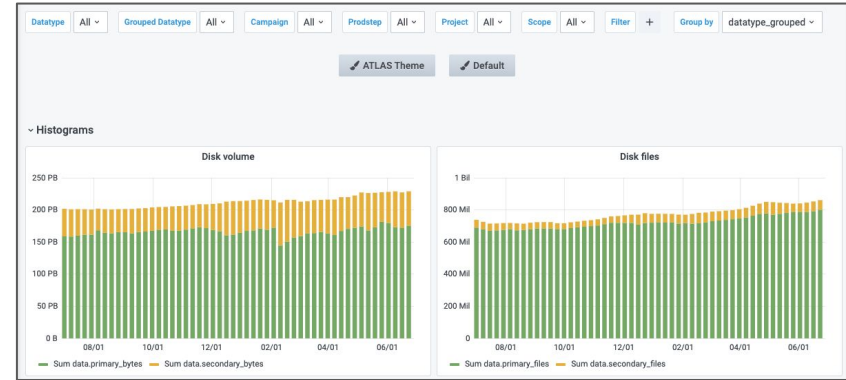 Datatype All Grouped Datatype All Campaign All Prodstep All Project All Scope All Filter + Group by datatype_grouped
ATLAS Theme Default
Histograms
Disk volume
250 PB
200 PB
150 PB
100 PB
50 PB
0 B
08/01 10/01 12/01 02/01 04/01 06/01
Sum data.primary_bytes Sum data.secondary_bytes
Disk files
1 Bil
800 Mil
600 Mil
400 Mil
200 Mil
0
08/01 10/01 12/01 02/01 04/01 06/01
Sum data.primary_files Sum data.secondary_files